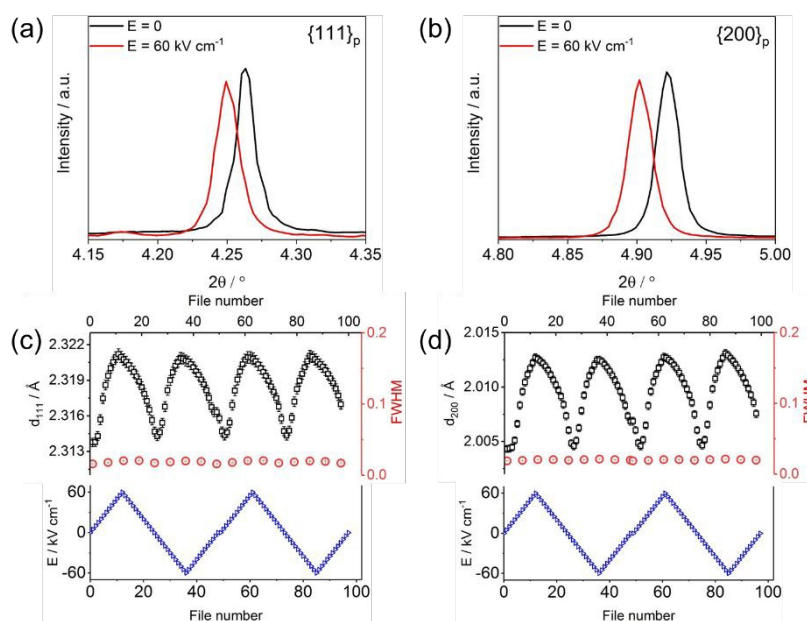 (a)
E = 0
E = 60 kV cm⁻¹
{111}ₚ
Intensity / a.u.
4.15 4.20 4.25 4.30 4.35
2θ / °
(b)
E = 0
E = 60 kV cm⁻¹
{200}ₚ
Intensity / a.u.
4.80 4.85 4.90 4.95 5.00
2θ / °
(c)
File number
0 20 40 60 80 100
2.322
2.319
2.316
2.313
d₁₁₁ / Å
0.2
0.1
0.0
FWHM
60
0
-60
E / kV cm⁻¹
0 20 40 60 80 100
File number
(d)
File number
0 20 40 60 80 100
2.015
2.010
2.005
d₂₀₀ / Å
0.2
0.1
0.0
FWHM
60
0
-60
E / kV cm⁻¹
0 20 40 60 80 100
File number